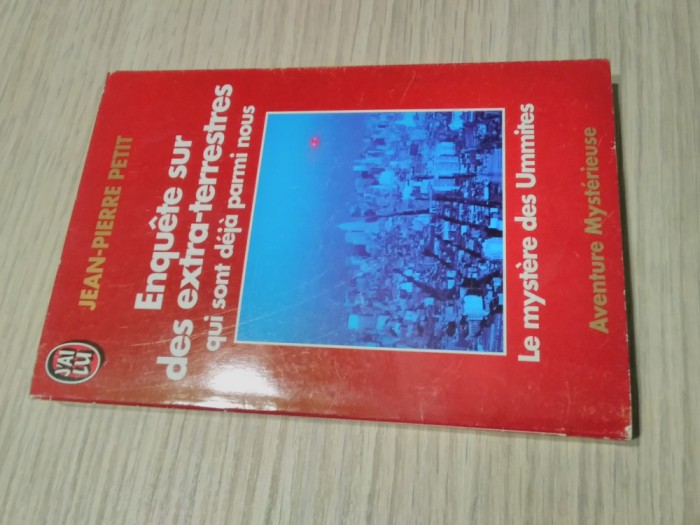 JEAN-PIERRE PETIT
Enquête sur
des extra-terrestres
qui sont déjà parmi nous
Le mystère des Ummites
Aventure Mystérieuse
J'AI
LU